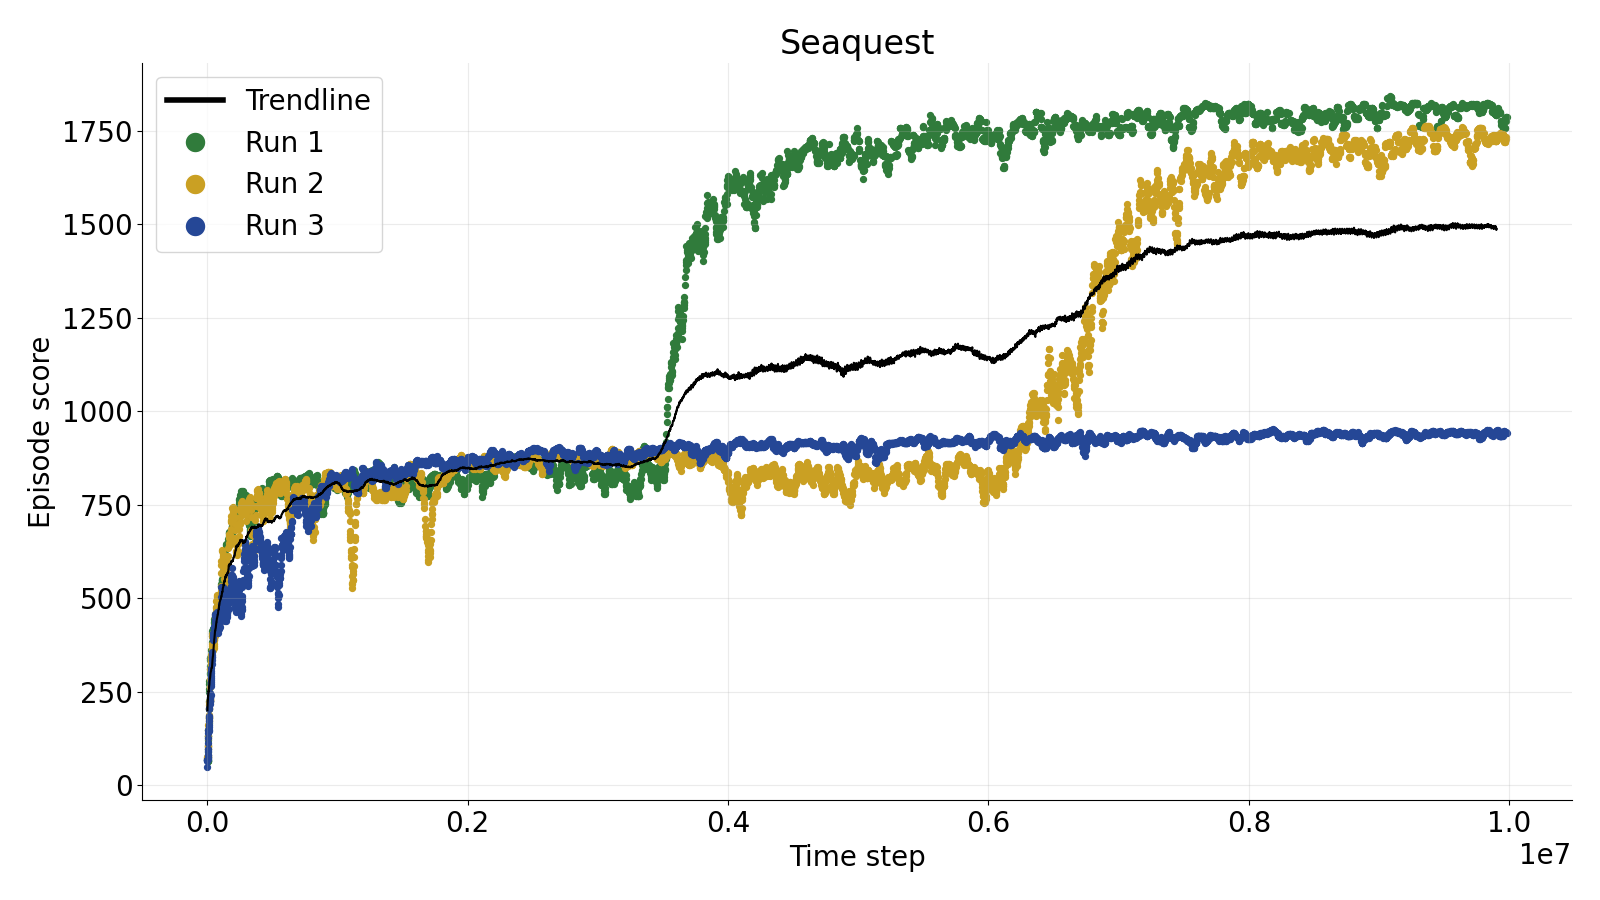 Seaquest
Trendline
Run 1
Run 2
Run 3
Episode score
1750
1500
1250
1000
750
500
250
0
0.0 0.2 0.4 0.6 0.8 1.0
Time step
1e7